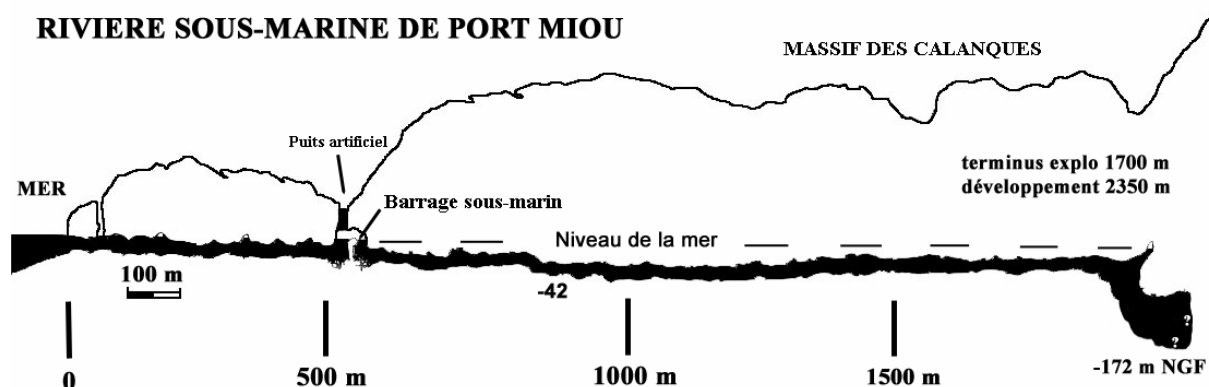 RIVIERE SOUS-MARINE DE PORT MIOU
MASSIF DES CALANQUES
Puits artificiel
terminus explo 1700 m
développement 2350 m
MER
Barrage sous-marin
Niveau de la mer
100 m
-42
?
?
0
500 m
1000 m
1500 m
-172 m NGF